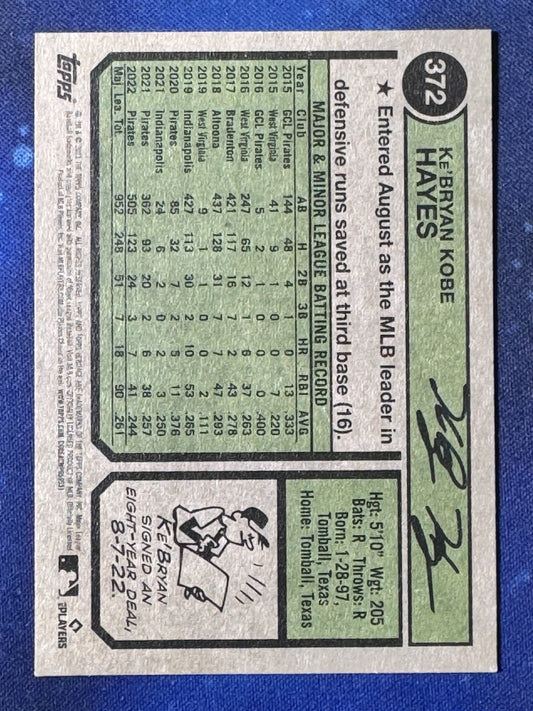 372
KE'BRYAN KOBE
HAYES
★ Entered August as the MLB leader in
defensive runs saved at third base (16).
MAJOR & MINOR LEAGUE BATTING RECORD
Year Club AB H 2B 3B HR RBI AVG
2015 GCL Pirates 144 48 4 1 0 13 .333
2015 West Virginia 41 9 1 0 0 7 .220
2016 GCL Pirates 5 2 1 0 0 0 .400
2016 West Virginia 247 65 12 1 6 37 .263
2017 Bradenton 421 117 16 7 2 43 .278
2018 Altoona 437 128 31 7 7 47 .293
2019 West Virginia 9 1 1 0 0 2 .111
2019 Indianapolis 427 113 30 2 10 53 .265
2020 Pirates 85 32 7 2 5 11 .376
2021 Indianapolis 24 6 2 0 2 3 .250
2021 Pirates 362 93 20 2 6 38 .257
2022 Pirates 505 123 24 3 7 41 .244
Maj. Lea. Tot. 952 248 51 7 18 90 .261
Hgt: 5'10" Wgt: 205
Bats: R Throws: R
Born: 1-28-97,
Tomball, Texas
Home: Tomball, Texas
KE'BRYAN
SIGNED AN
EIGHT-YEAR DEAL,
8-7-22.
topps
PLAYERS